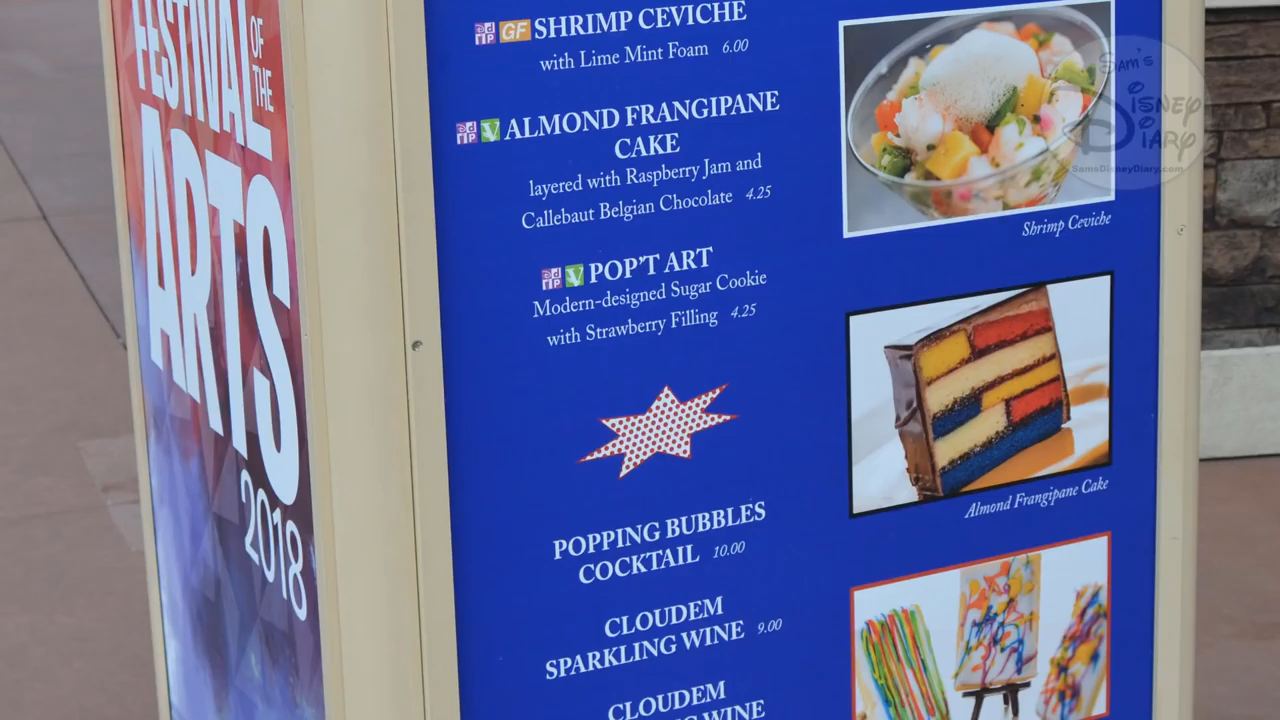 FESTIVAL
OF
THE
ARTS
2018
GF SHRIMP CEVICHE
with Lime Mint Foam 6.00
V ALMOND FRANGIPANE
CAKE
layered with Raspberry Jam and
Callebaut Belgian Chocolate 4.25
V POP'T ART
Modern-designed Sugar Cookie
with Strawberry Filling 4.25
POPPING BUBBLES
COCKTAIL 10.00
CLOUDEM
SPARKLING WINE 9.00
CLOUDEM
WINE
Shrimp Ceviche
Almond Frangipane Cake
Sam's
Disney
Diary
SamsDisneyDiary.com